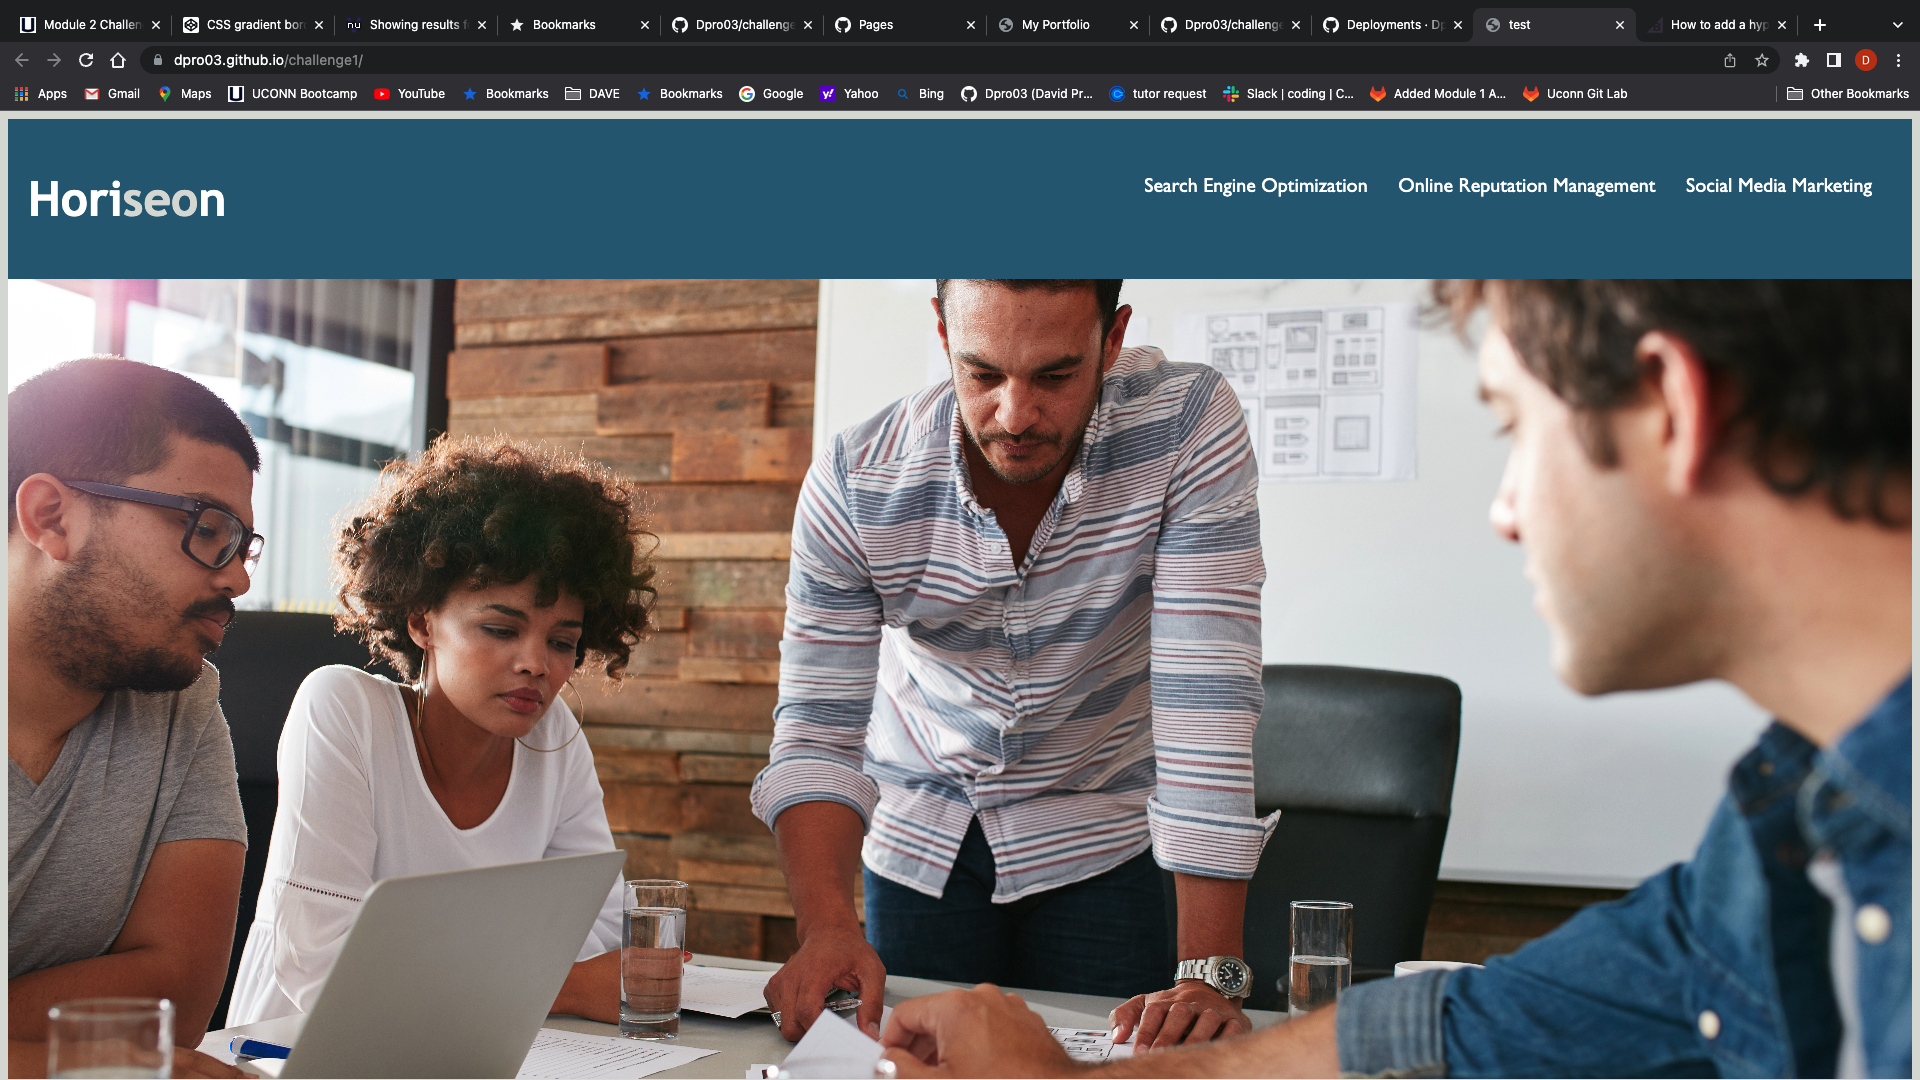 Module 2 Challen
CSS gradient bor
Showing results f
Bookmarks
Dpro03/challenge
Pages
My Portfolio
Dpro03/challenge
Deployments · Dp
test
How to add a hyp
dpro03.github.io/challenge1/
D
Apps
Gmail
Maps
UCONN Bootcamp
YouTube
Bookmarks
DAVE
Bookmarks
Google
Yahoo
Bing
Dpro03 (David Pr...
tutor request
Slack | coding | C...
Added Module 1 A...
Uconn Git Lab
Other Bookmarks
Horiseon
Search Engine Optimization
Online Reputation Management
Social Media Marketing